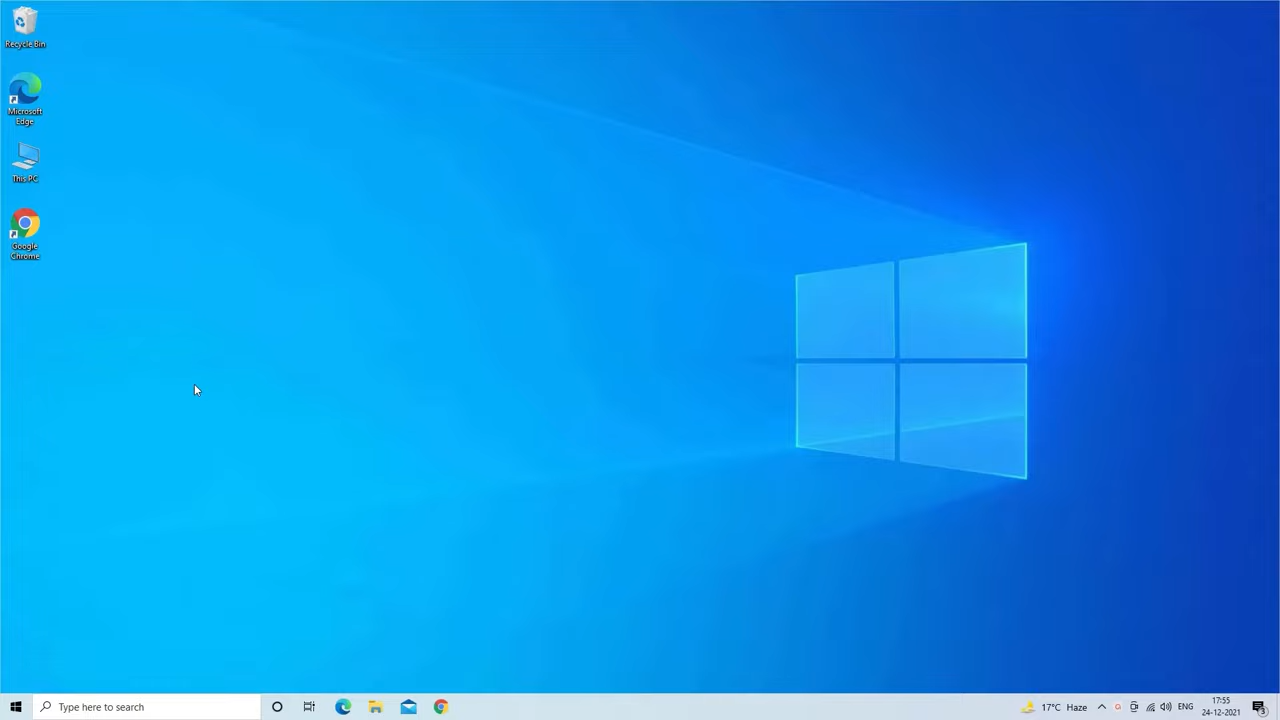 Recycle Bin
Microsoft
Edge
This PC
Google
Chrome
Type here to search
17°C Haze
ENG
17:55
24-12-2021
3